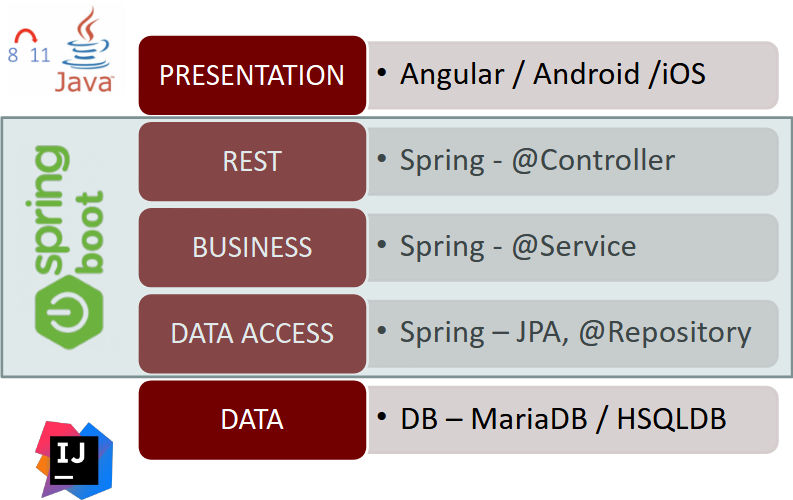 8 11
Java
PRESENTATION
• Angular / Android /iOS
spring
boot
REST
• Spring - @Controller
BUSINESS
• Spring - @Service
DATA ACCESS
• Spring – JPA, @Repository
DATA
• DB – MariaDB / HSQLDB
IJ